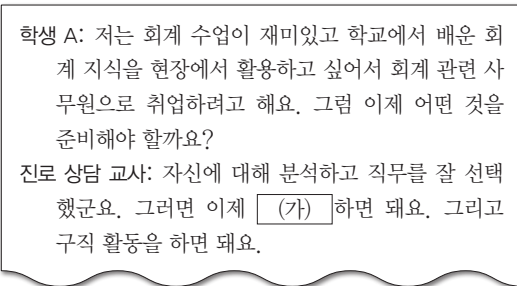 학생 A: 저는 회계 수업이 재미있고 학교에서 배운 회
계 지식을 현장에서 활용하고 싶어서 회계 관련 사
무원으로 취업하려고 해요. 그럼 이제 어떤 것을
준비해야 할까요?
진로 상담 교사: 자신에 대해 분석하고 직무를 잘 선택
했군요. 그러면 이제 (가) 하면 돼요. 그리고
구직 활동을 하면 돼요.